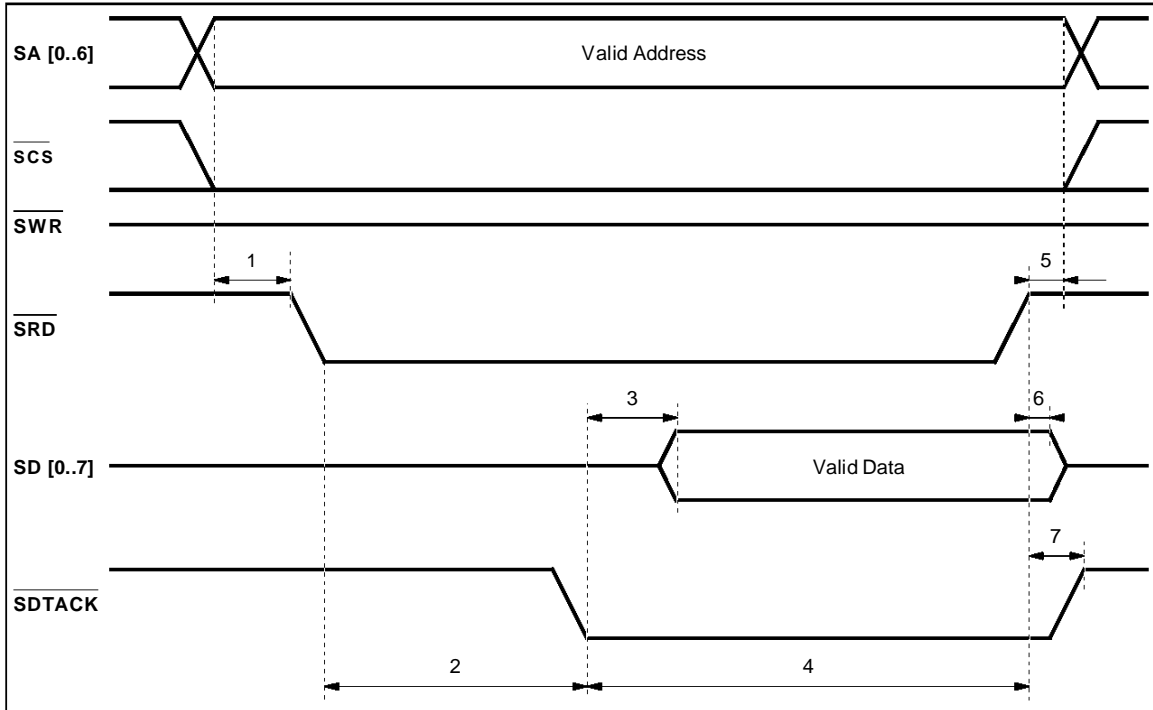 SA [0..6]
Valid Address
SCS
SWR
1
5
SRD
3
6
SD [0..7]
Valid Data
7
SDTACK
2
4